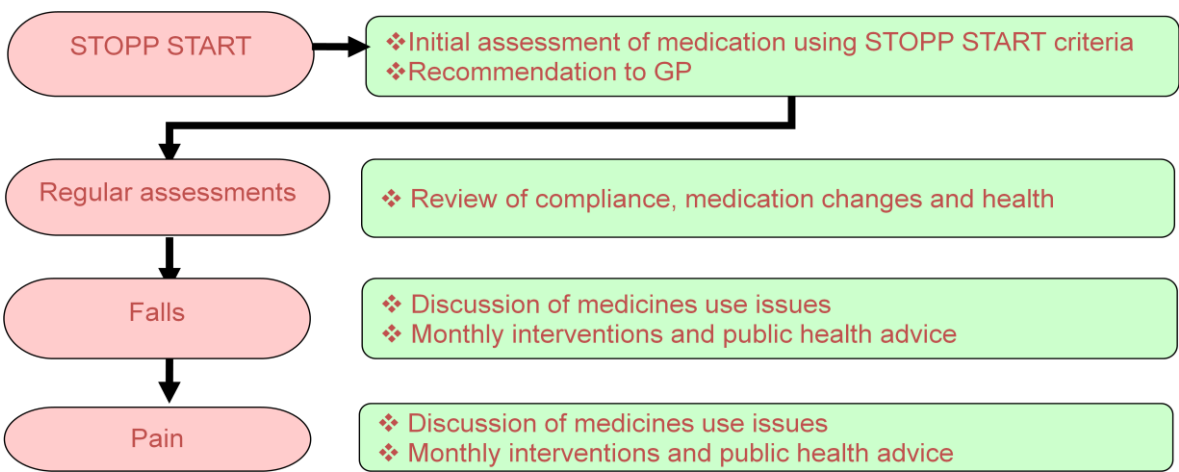 STOPP START
❖Initial assessment of medication using STOPP START criteria
❖Recommendation to GP
Regular assessments
❖ Review of compliance, medication changes and health
Falls
❖ Discussion of medicines use issues
❖ Monthly interventions and public health advice
Pain
❖ Discussion of medicines use issues
❖ Monthly interventions and public health advice